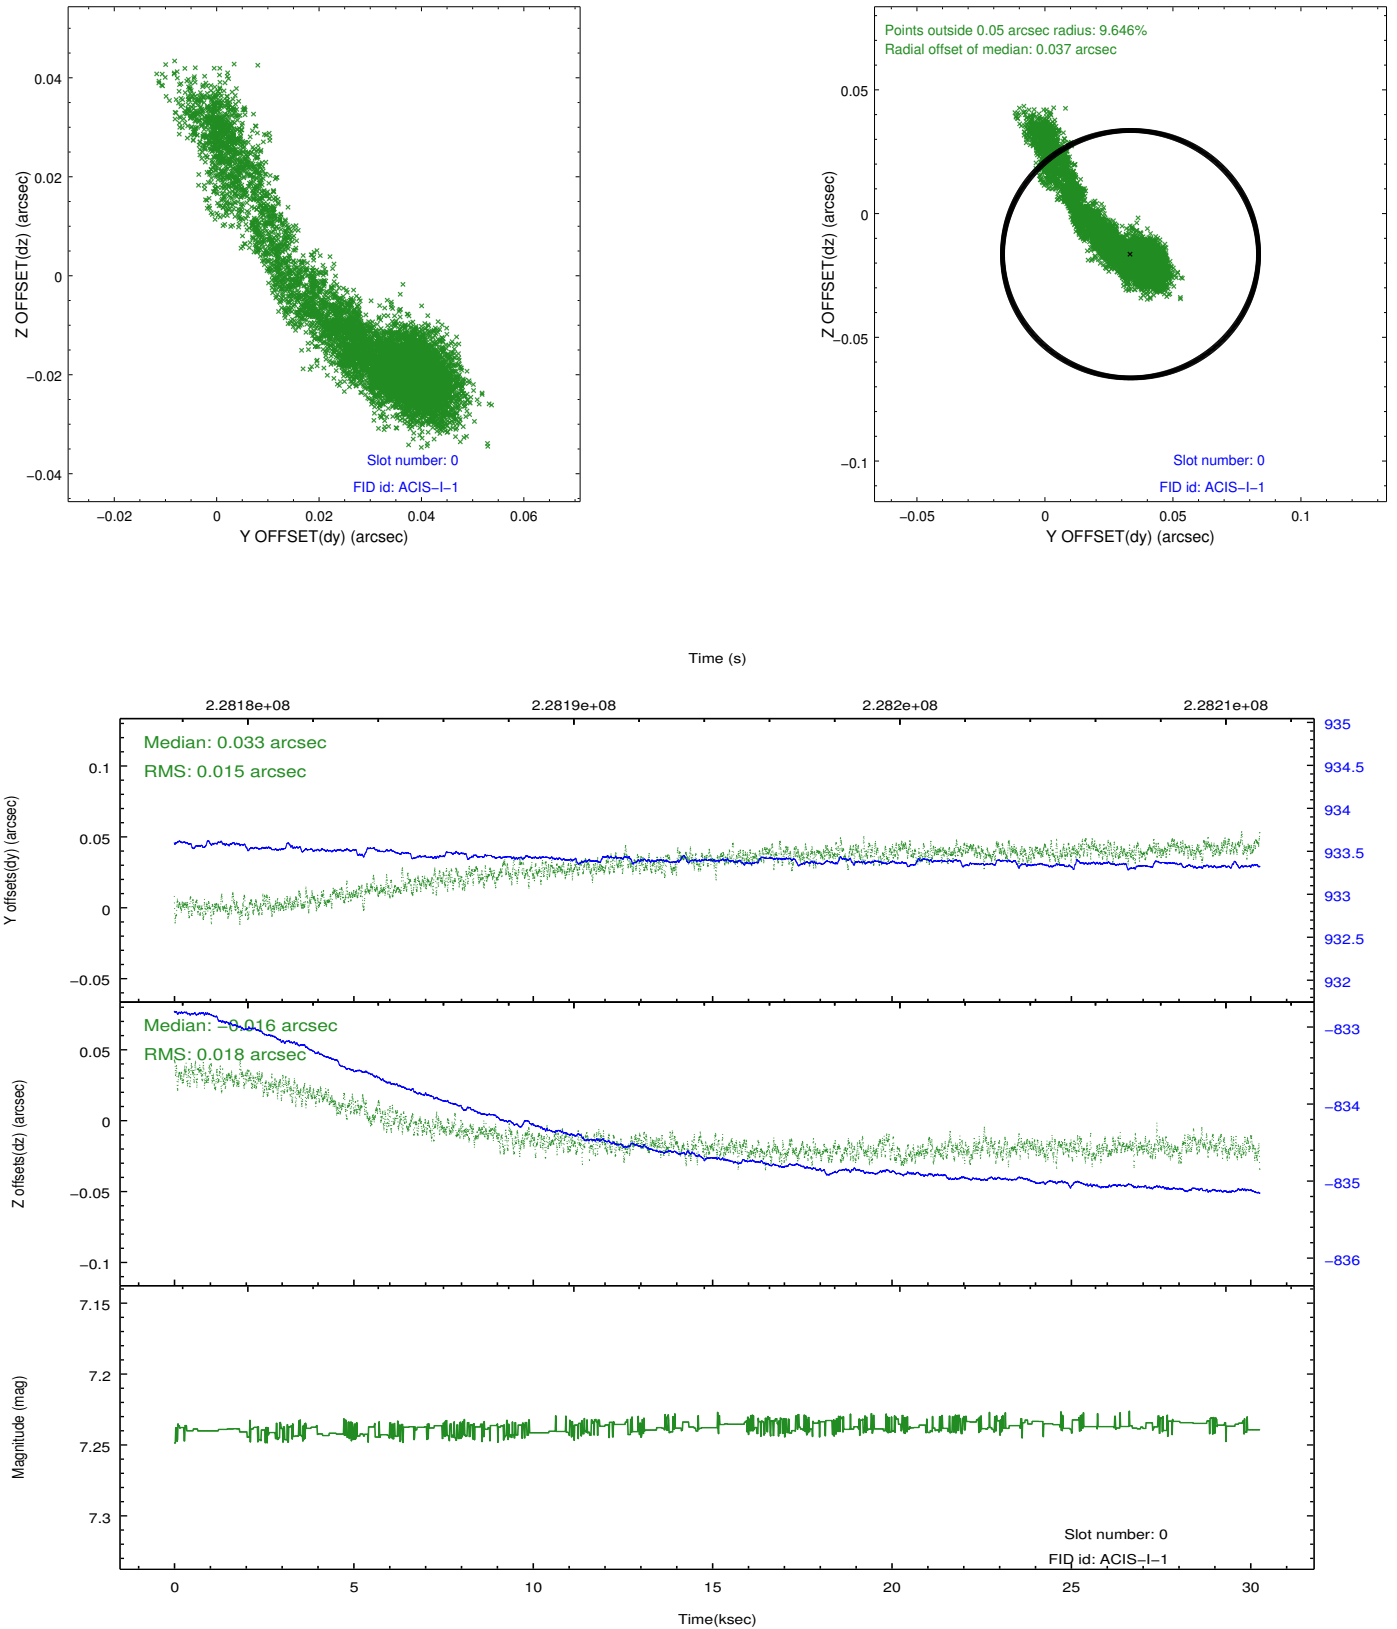 0.04
0.02
0
−0.02
−0.04
Z OFFSET(dz) (arcsec)
Slot number: 0
FID id: ACIS−I−1
−0.02
0
0.02
0.04
0.06
Y OFFSET(dy) (arcsec)
Points outside 0.05 arcsec radius: 9.646%
Radial offset of median: 0.037 arcsec
0.05
0
−0.05
−0.1
Z OFFSET(dz) (arcsec)
Slot number: 0
FID id: ACIS−I−1
−0.05
0
0.05
0.1
Y OFFSET(dy) (arcsec)
Time (s)
2.2818e+08
2.2819e+08
2.282e+08
2.2821e+08
Median: 0.033 arcsec
RMS: 0.015 arcsec
0.1
0.05
0
−0.05
Y offsets(dy) (arcsec)
935
934.5
934
933.5
933
932.5
932
Median: −0.016 arcsec
RMS: 0.018 arcsec
0.05
0
−0.05
−0.1
Z offsets(dz) (arcsec)
−833
−834
−835
−836
7.15
7.2
7.25
7.3
Magnitude (mag)
Slot number: 0
FID id: ACIS−I−1
0
5
10
15
20
25
30
Time(ksec)